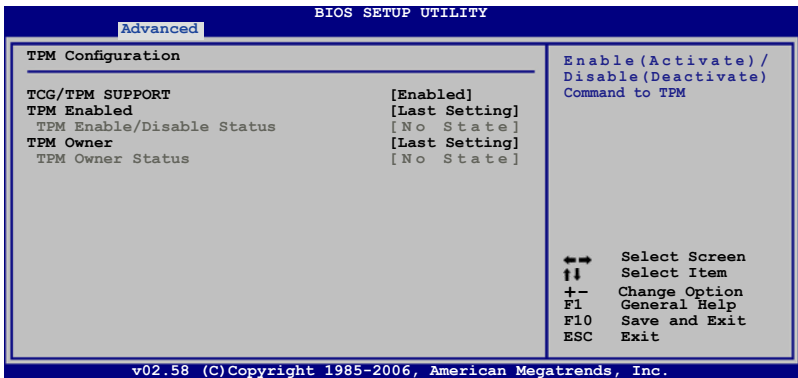 BIOS SETUP UTILITY
Advanced
TPM Configuration
TCG/TPM SUPPORT [Enabled]
TPM Enabled [Last Setting]
TPM Enable/Disable Status [No State]
TPM Owner [Last Setting]
TPM Owner Status [No State]
Enable(Activate)/
Disable(Deactivate)
Command to TPM
←→ Select Screen
↑↓ Select Item
+- Change Option
F1 General Help
F10 Save and Exit
ESC Exit
v02.58 (C)Copyright 1985-2006, American Megatrends, Inc.